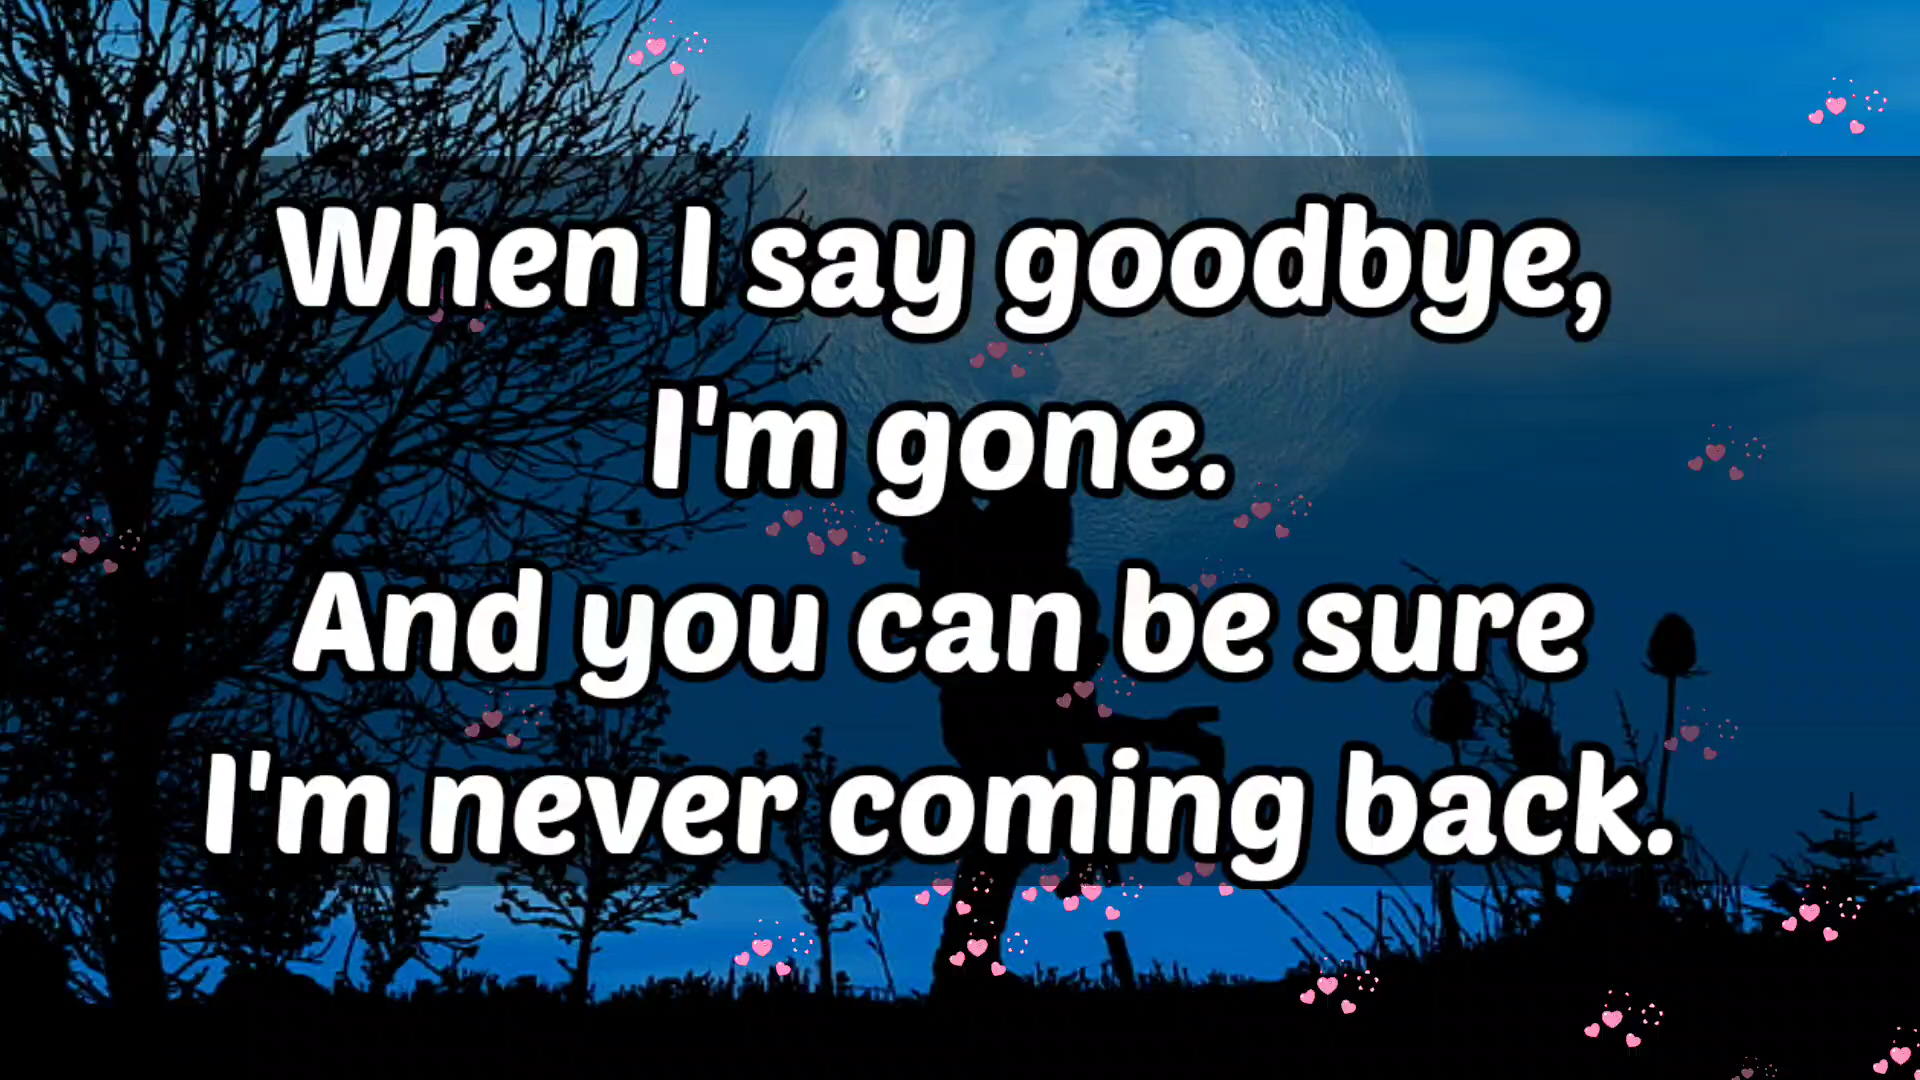 When I say goodbye,
I'm gone.
And you can be sure
I'm never coming back.